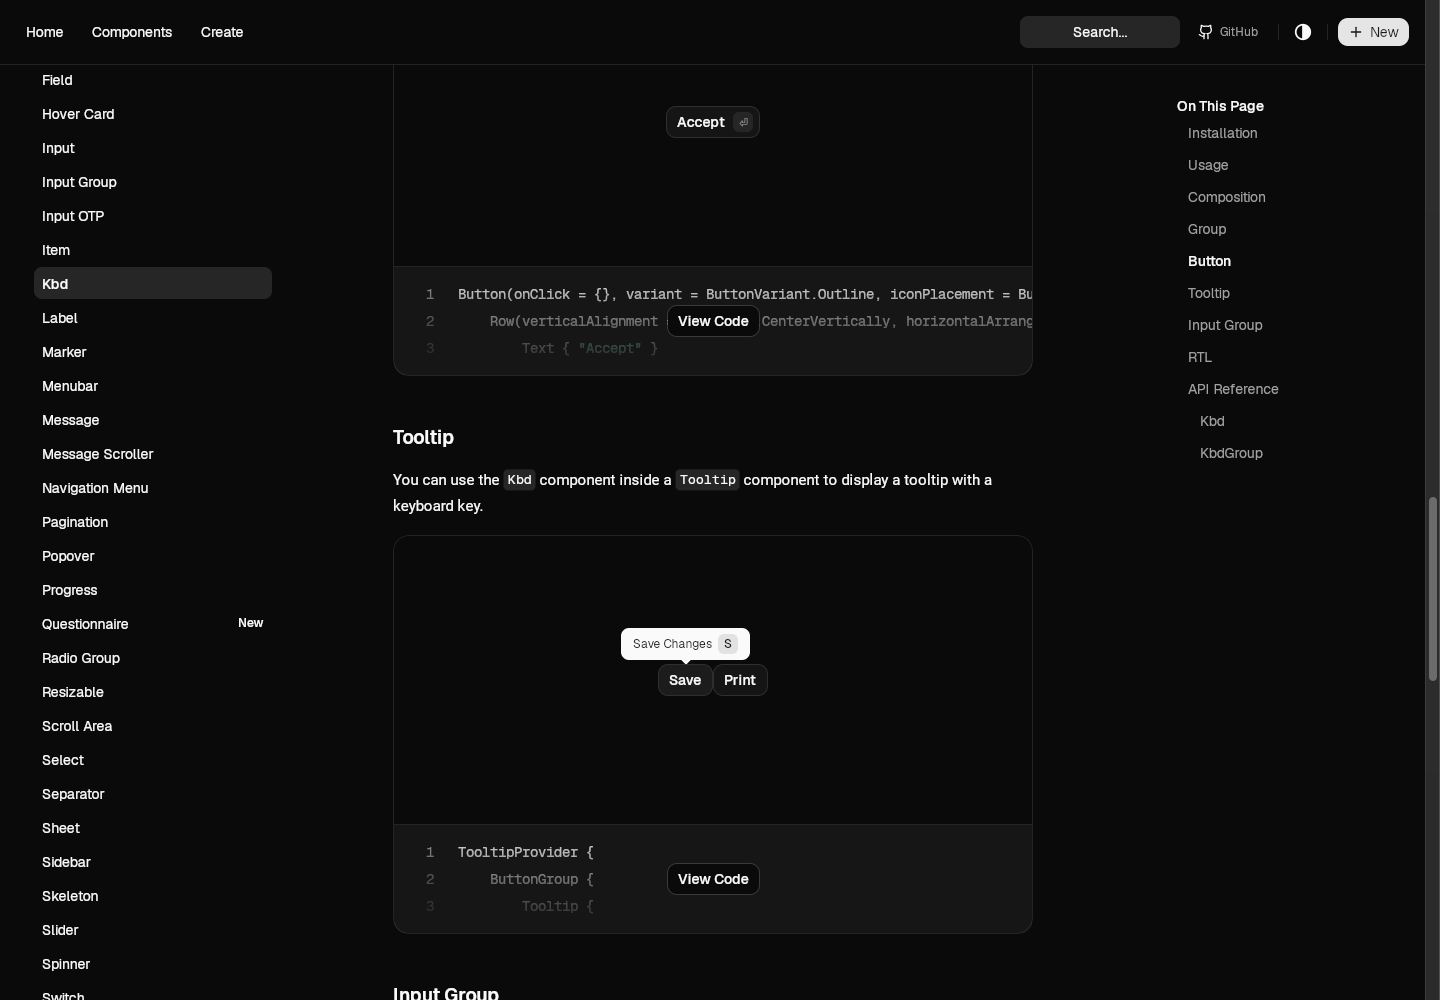 Home
Components
Create
Search...
GitHub
New
Field
Hover Card
Input
Input Group
Input OTP
Item
Kbd
Label
Marker
Menubar
Message
Message Scroller
Navigation Menu
Pagination
Popover
Progress
Questionnaire New
Radio Group
Resizable
Scroll Area
Select
Separator
Sheet
Sidebar
Skeleton
Slider
Spinner
Switch
Accept ⏎
1 Button(onClick = {}, variant = ButtonVariant.Outline, iconPlacement = Bu
2 Row(verticalAlignment CenterVertically, horizontalArrang
View Code
3 Text { "Accept" }
Tooltip
You can use the Kbd component inside a Tooltip component to display a tooltip with a
keyboard key.
Save Changes S
Save Print
1 TooltipProvider {
2 ButtonGroup {
View Code
3 Tooltip {
Input Group
On This Page
Installation
Usage
Composition
Group
Button
Tooltip
Input Group
RTL
API Reference
Kbd
KbdGroup